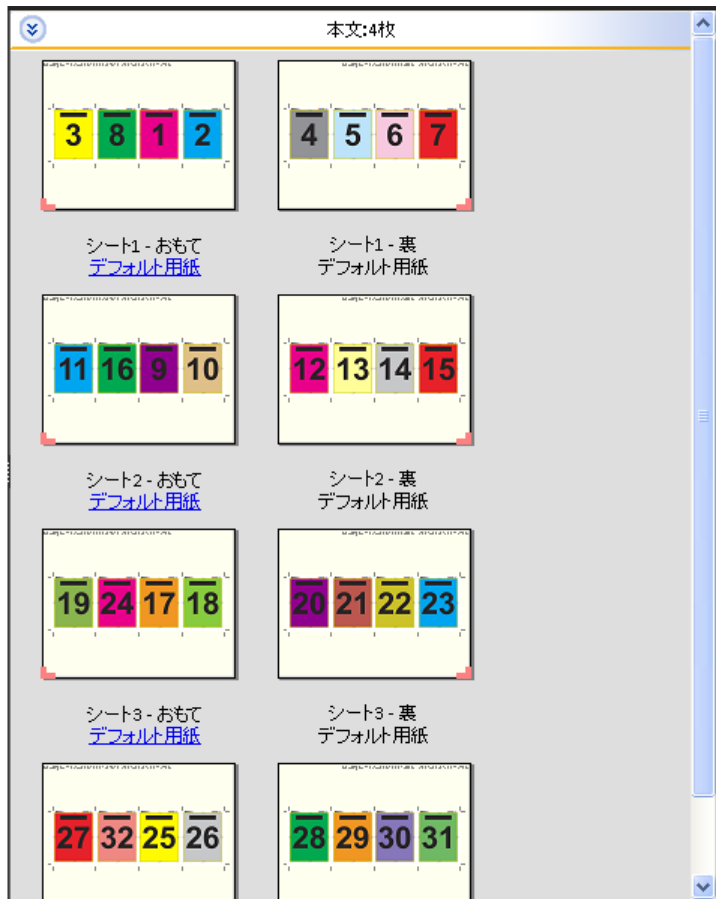 本文:4枚
3 8 1 2
4 5 6 7
シート1 - おもて
デフォルト用紙
シート1 - 裏
デフォルト用紙
11 16 9 10
12 13 14 15
シート2 - おもて
デフォルト用紙
シート2 - 裏
デフォルト用紙
19 24 17 18
20 21 22 23
シート3 - おもて
デフォルト用紙
シート3 - 裏
デフォルト用紙
27 32 25 26
28 29 30 31